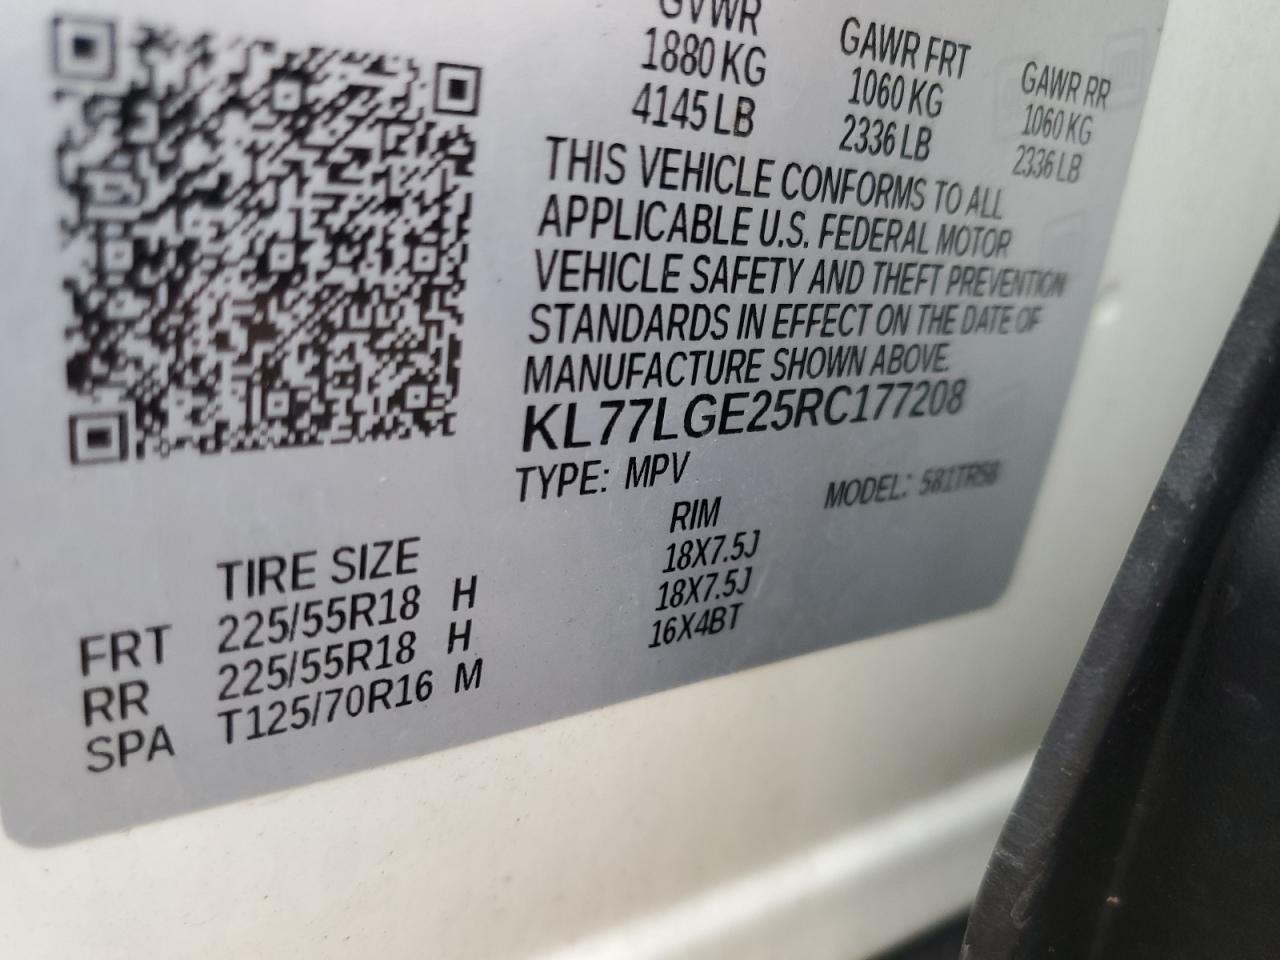 GVWR GAWR FRT GAWR RR
1880 KG 1060 KG 1060 KG
4145 LB 2336 LB 2336 LB
THIS VEHICLE CONFORMS TO ALL
APPLICABLE U.S. FEDERAL MOTOR
VEHICLE SAFETY AND THEFT PREVENTION
STANDARDS IN EFFECT ON THE DATE OF
MANUFACTURE SHOWN ABOVE.
KL77LGE25RC177208
TYPE: MPV MODEL:
TIRE SIZE RIM
FRT 225/55R18 H 18X7.5J
RR 225/55R18 H 18X7.5J
SPA T125/70R16 M 16X4BT